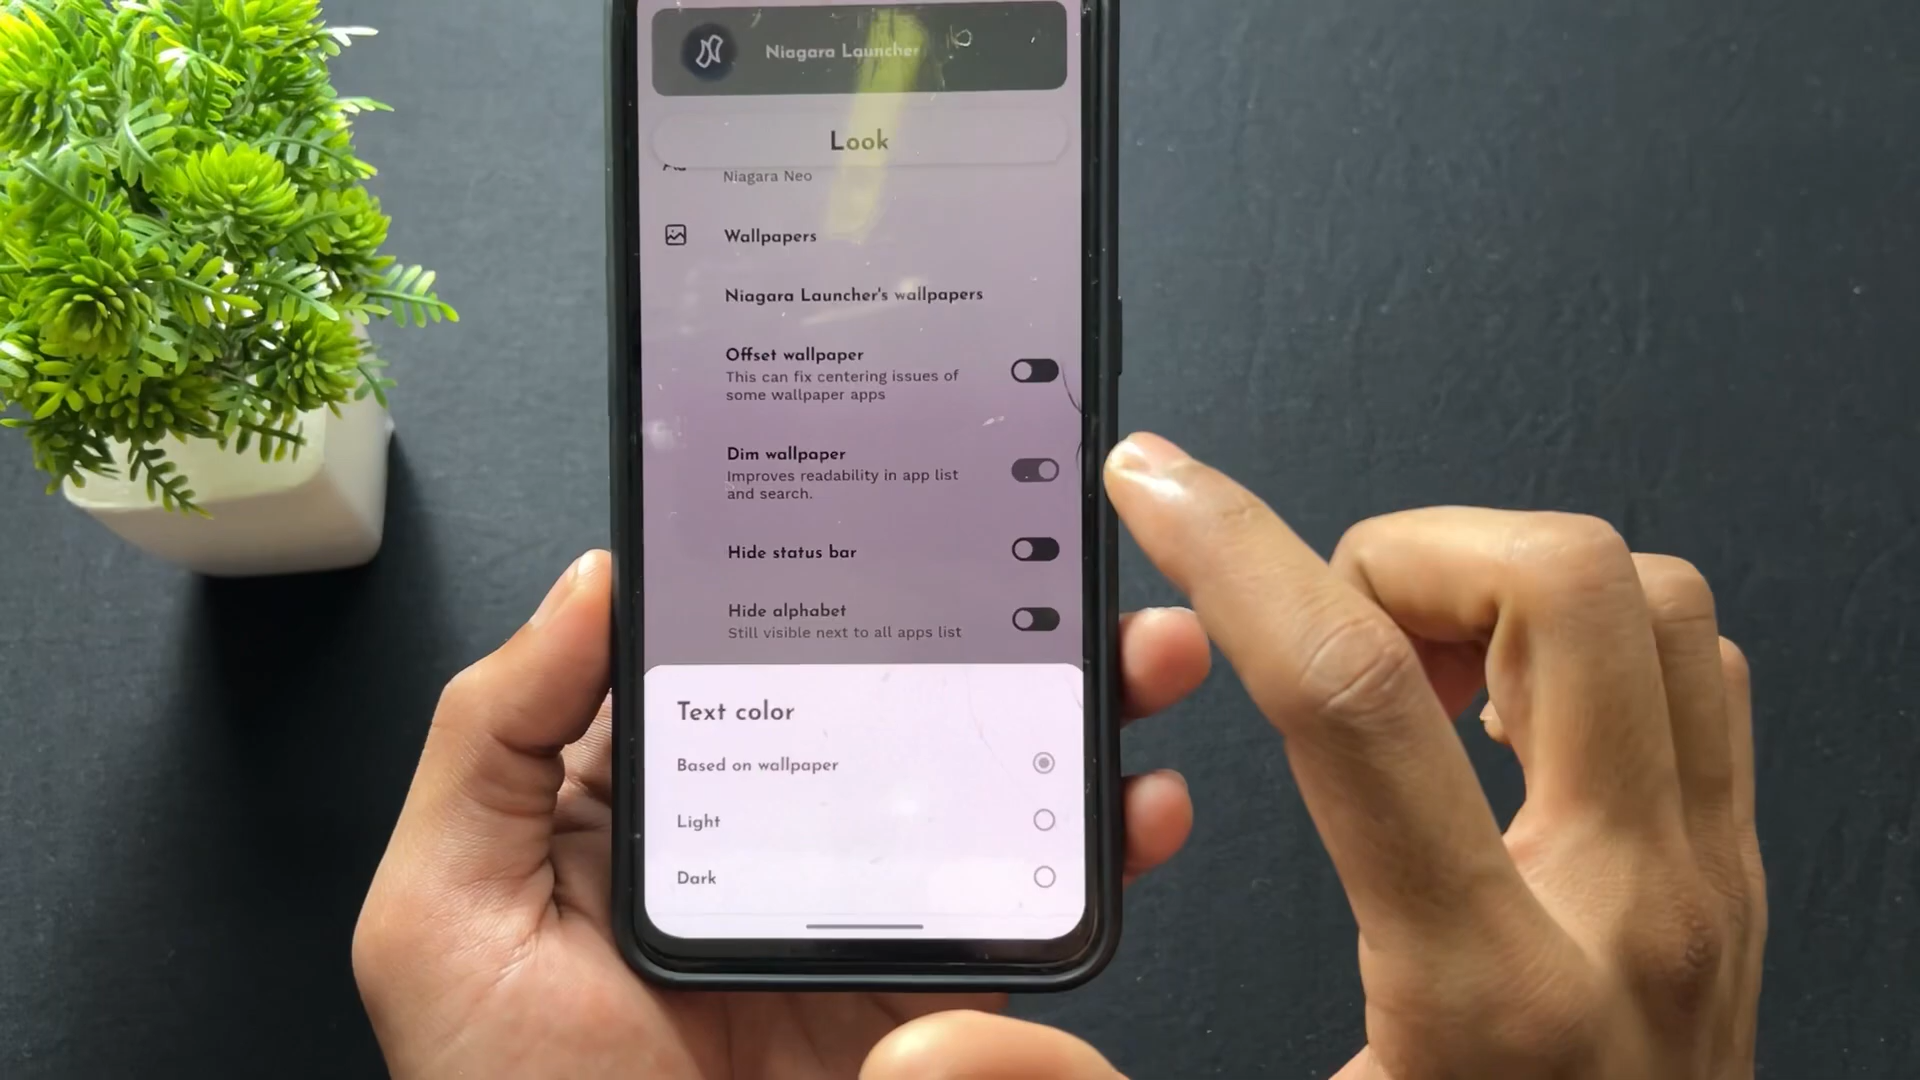 Niagara Launcher
Look
Niagara Neo
Wallpapers
Niagara Launcher's wallpapers
Offset wallpaper
This can fix centering issues of
some wallpaper apps
Dim wallpaper
Improves readability in app list
and search.
Hide status bar
Hide alphabet
Still visible next to all apps list
Text color
Based on wallpaper
Light
Dark